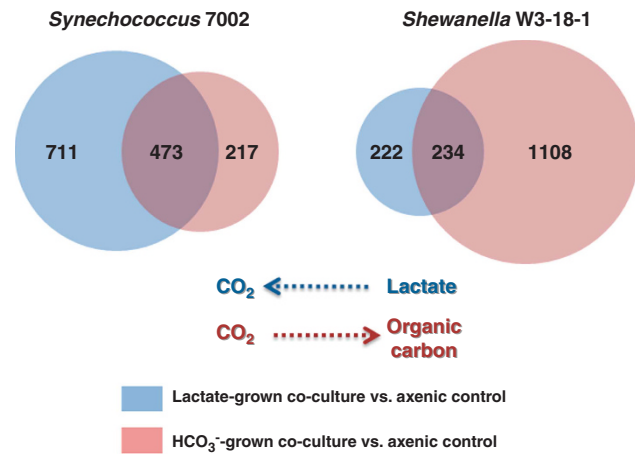 Synechococcus 7002
Shewanella W3-18-1
711
473
217
222
234
1108
CO₂
Lactate
CO₂
Organic
carbon
Lactate-grown co-culture vs. axenic control
HCO₃⁻-grown co-culture vs. axenic control